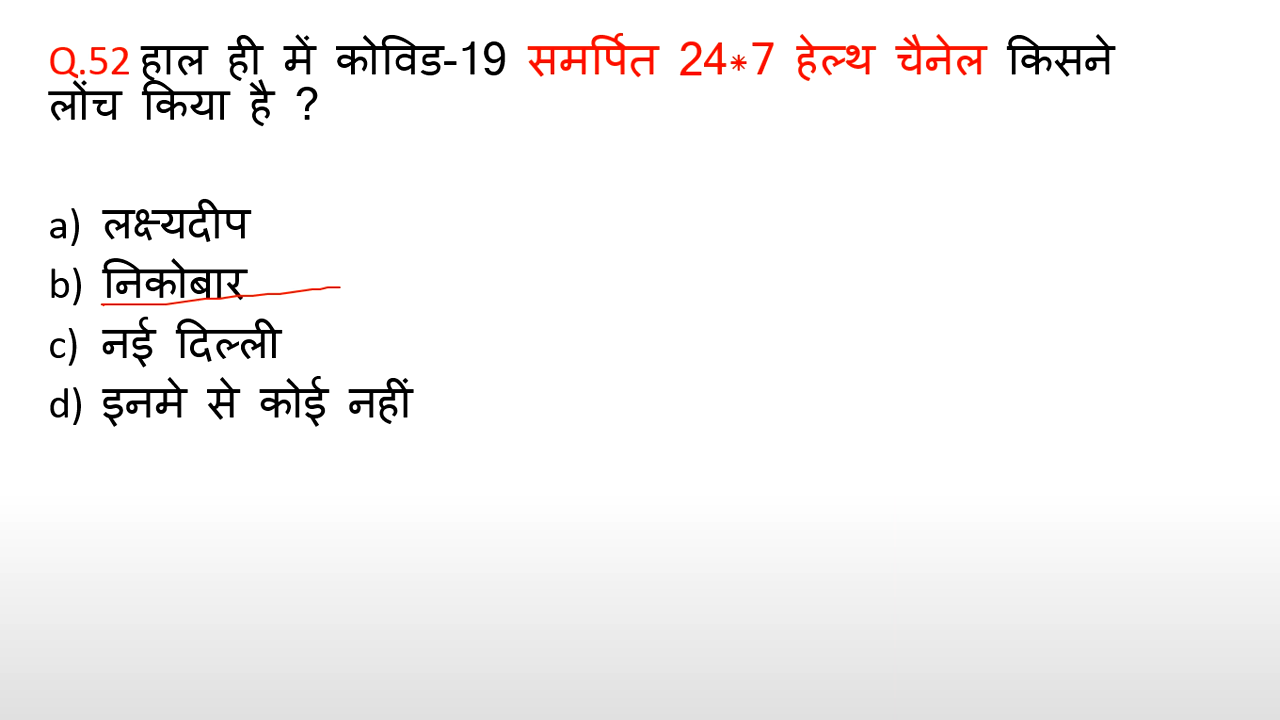 Q.52 हाल ही में कोविड-19 समर्पित 24*7 हेल्थ चैनेल किसने
लोंच किया है ?
a) लक्ष्यदीप
b) निकोबार
c) नई दिल्ली
d) इनमे से कोई नहीं